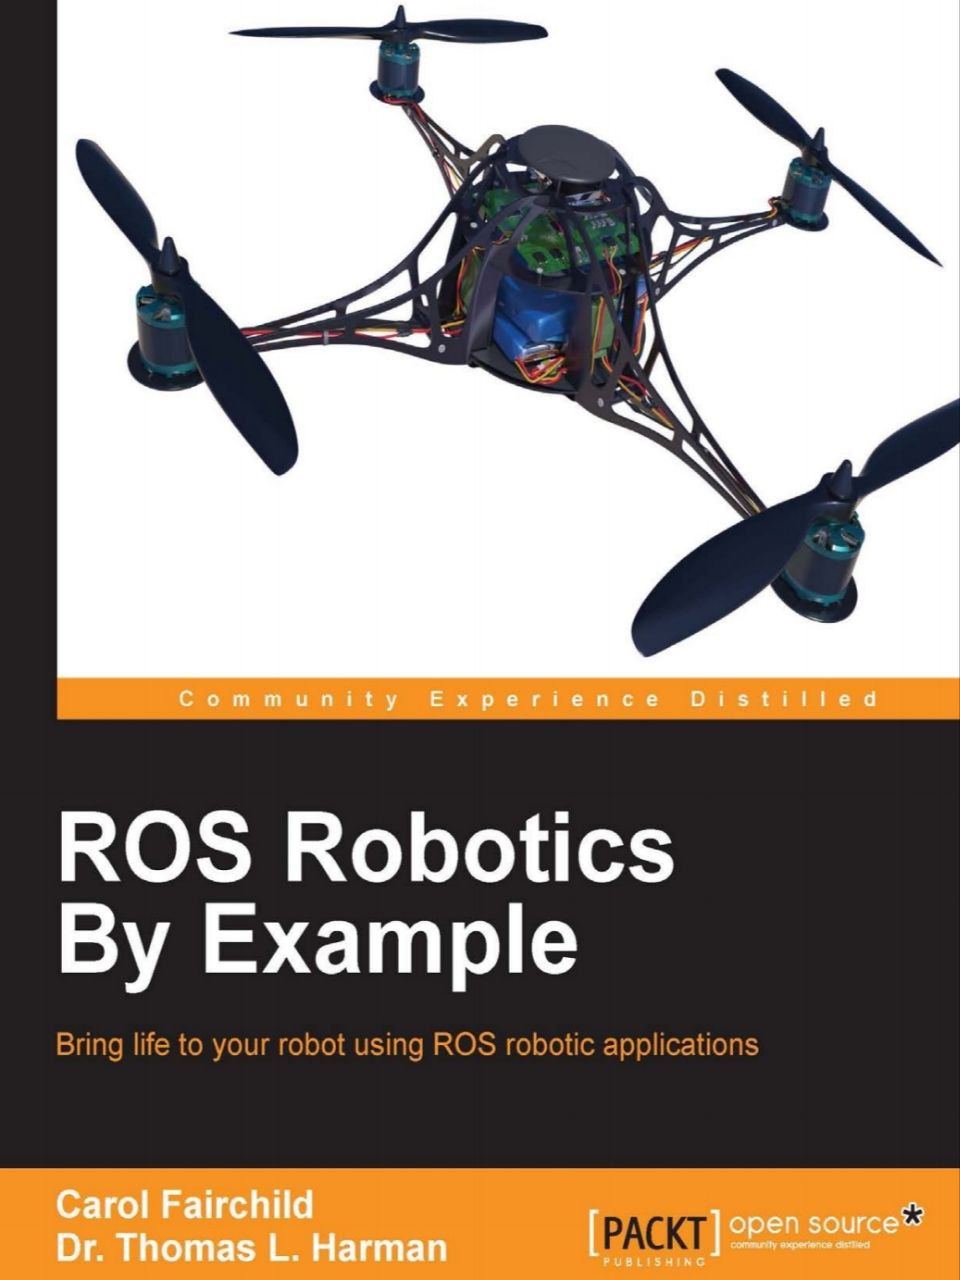 Community Experience Distilled
ROS Robotics
By Example
Bring life to your robot using ROS robotic applications
Carol Fairchild
Dr. Thomas L. Harman
[PACKT]
PUBLISHING
open source*
community experience distilled